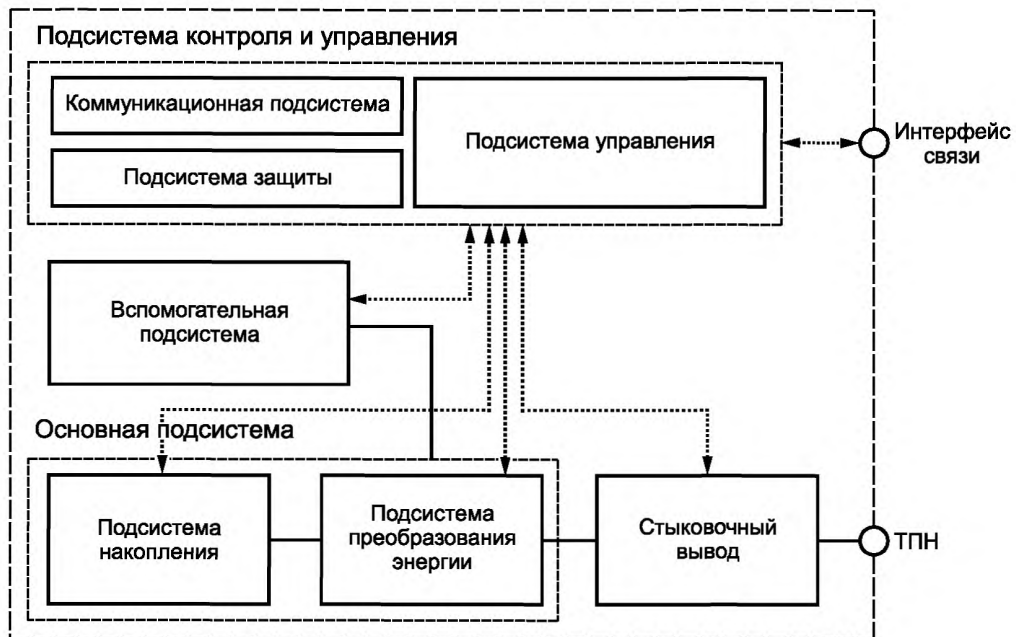 Подсистема контроля и управления
Коммуникационная подсистема
Подсистема защиты
Подсистема управления
Интерфейс
связи
Вспомогательная
подсистема
Основная подсистема
Подсистема
накопления
Подсистема
преобразования
энергии
Стыковочный
вывод
ТПН